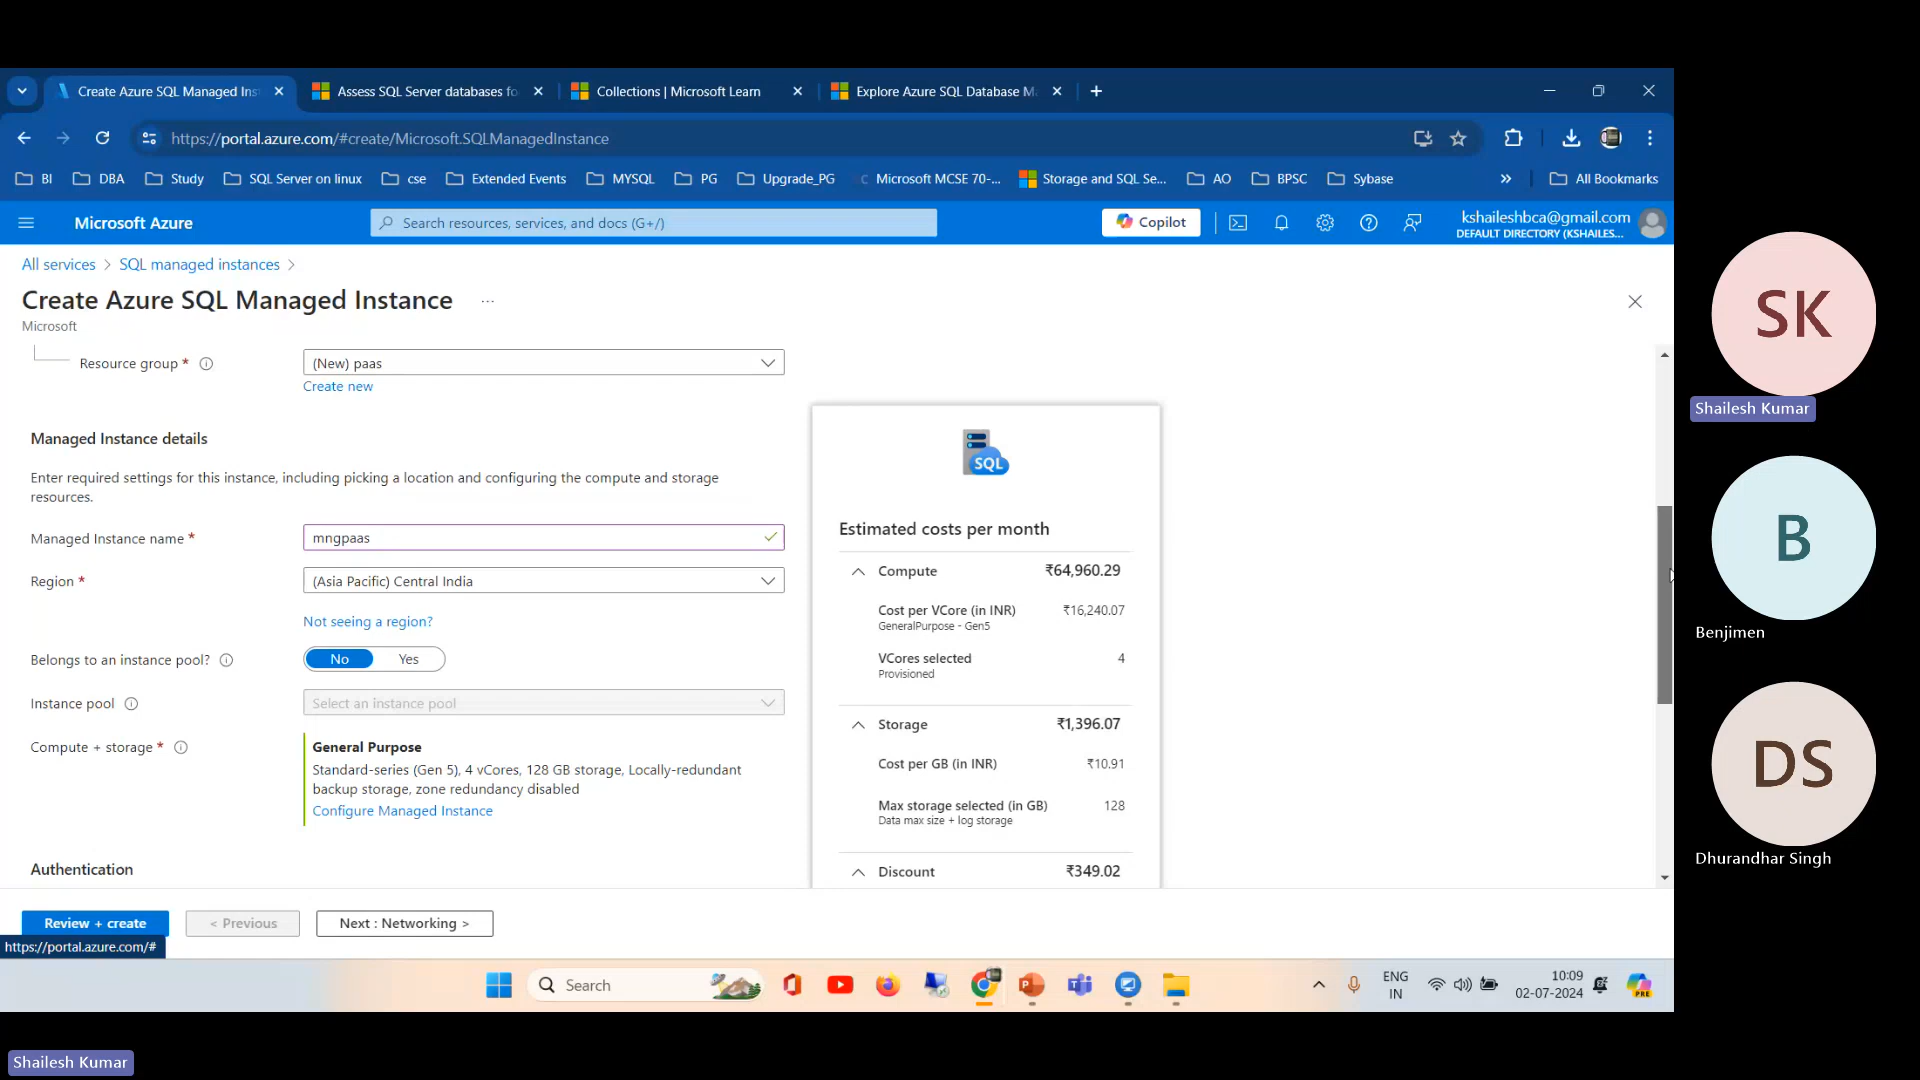 Create Azure SQL Managed Ins
Assess SQL Server databases fo
Collections | Microsoft Learn
Explore Azure SQL Database Ma
https://portal.azure.com/#create/Microsoft.SQLManagedInstance
BI
DBA
Study
SQL Server on linux
cse
Extended Events
MYSQL
PG
Upgrade_PG
Microsoft MCSE 70-...
Storage and SQL Se...
AO
BPSC
Sybase
All Bookmarks
Microsoft Azure
Search resources, services, and docs (G+/)
Copilot
kshaileshbca@gmail.com
DEFAULT DIRECTORY (KSHAILES...
All services > SQL managed instances >
Create Azure SQL Managed Instance ...
Microsoft
Resource group *
(New) paas
Create new
Managed Instance details
Enter required settings for this instance, including picking a location and configuring the compute and storage
resources.
Managed Instance name *
mngpaas
Region *
(Asia Pacific) Central India
Not seeing a region?
Belongs to an instance pool?
No
Yes
Instance pool
Select an instance pool
Compute + storage *
General Purpose
Standard-series (Gen 5), 4 vCores, 128 GB storage, Locally-redundant
backup storage, zone redundancy disabled
Configure Managed Instance
Authentication
SQL
Estimated costs per month
Compute ₹64,960.29
Cost per VCore (in INR) ₹16,240.07
GeneralPurpose - Gen5
VCores selected 4
Provisioned
Storage ₹1,396.07
Cost per GB (in INR) ₹10.91
Max storage selected (in GB) 128
Data max size + log storage
Discount ₹349.02
Review + create
< Previous
Next : Networking >
https://portal.azure.com/#
Search
ENG
IN
10:09
02-07-2024
PRE
SK
Shailesh Kumar
B
Benjimen
DS
Dhurandhar Singh
Shailesh Kumar